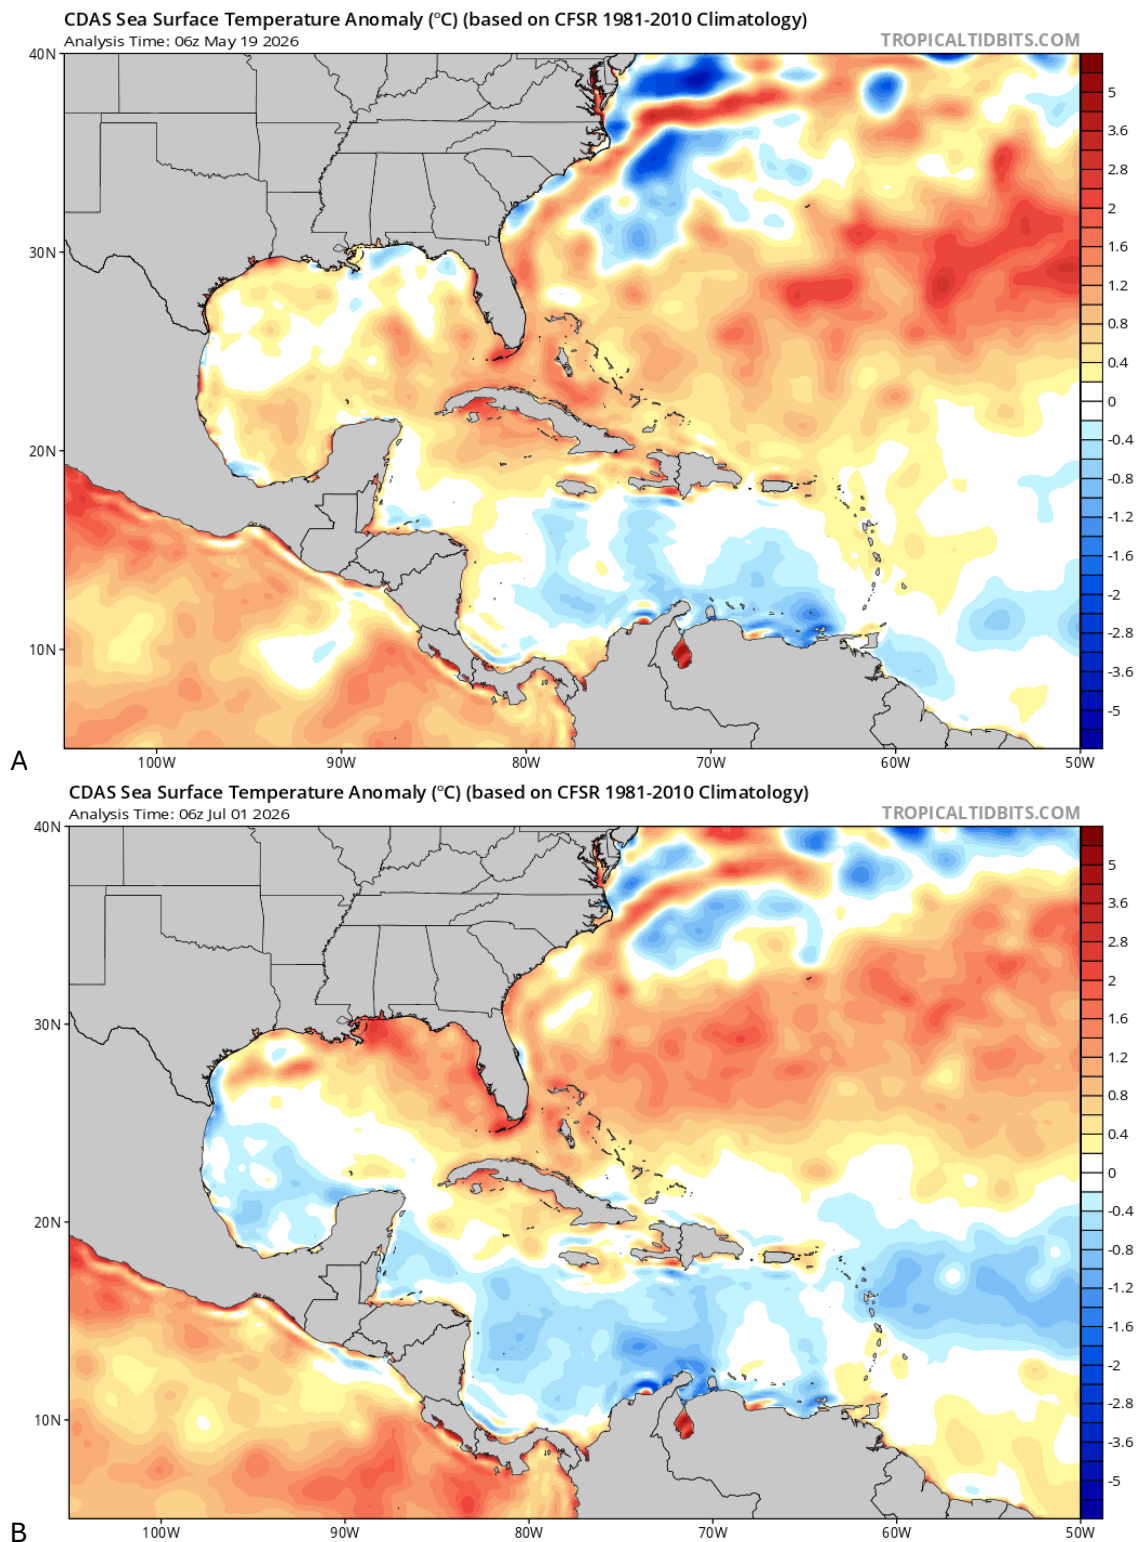 CDAS Sea Surface Temperature Anomaly (°C) (based on CFSR 1981-2010 Climatology)
Analysis Time: 06z May 19 2026
TROPICALTIDBITS.COM
40N
30N
20N
10N
5
3.6
2.8
2
1.6
1.2
0.8
0.4
0
-0.4
-0.8
-1.2
-1.6
-2
-2.8
-3.6
-5
100W 90W 80W 70W 60W 50W
A
CDAS Sea Surface Temperature Anomaly (°C) (based on CFSR 1981-2010 Climatology)
Analysis Time: 06z Jul 01 2026
TROPICALTIDBITS.COM
40N
30N
20N
10N
5
3.6
2.8
2
1.6
1.2
0.8
0.4
0
-0.4
-0.8
-1.2
-1.6
-2
-2.8
-3.6
-5
100W 90W 80W 70W 60W 50W
B